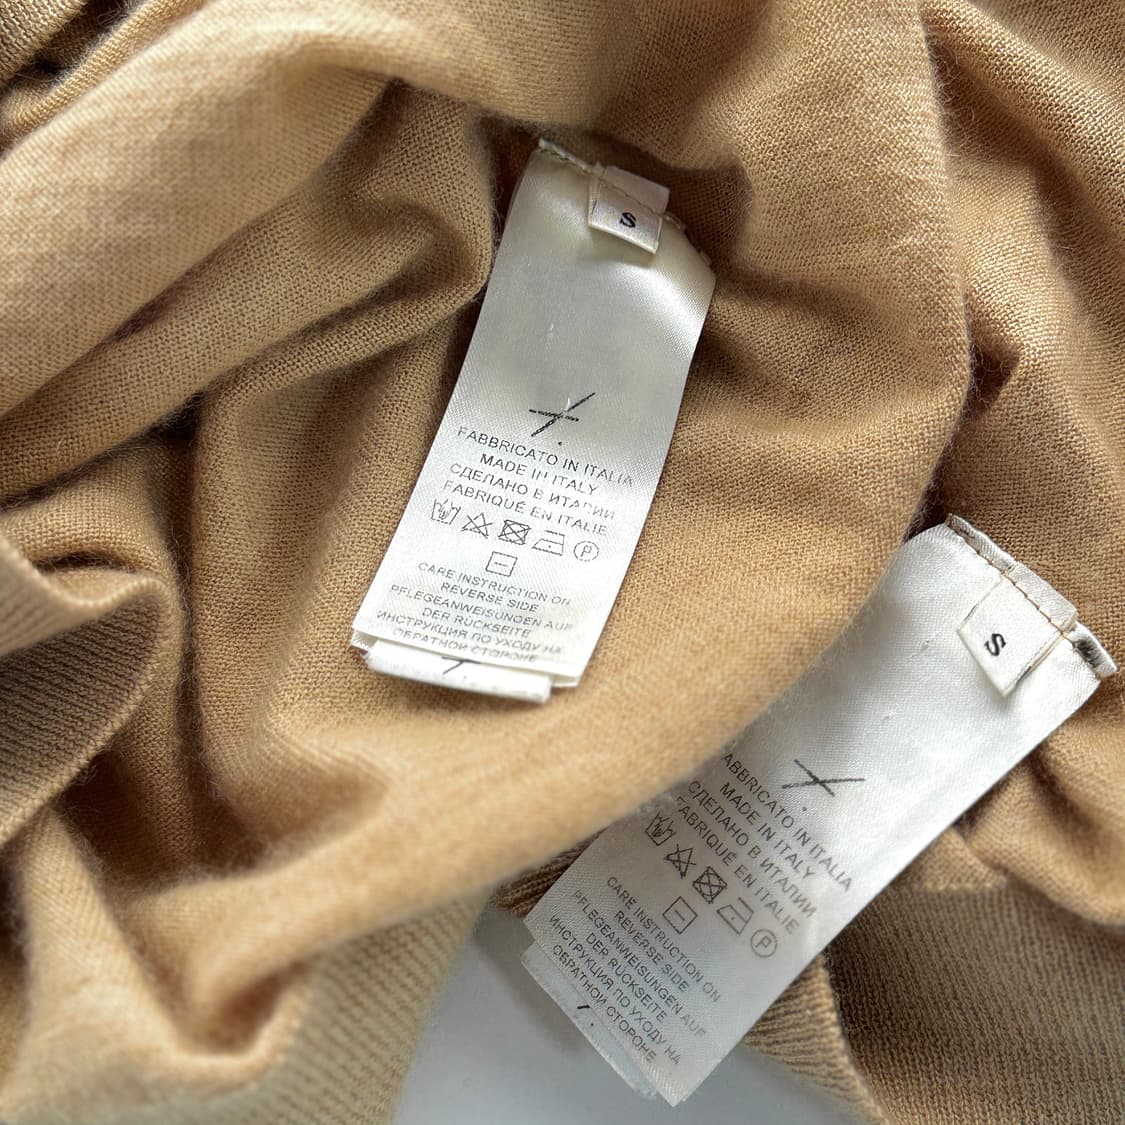 S
FABBRICATO IN ITALIA
MADE IN ITALY
СДЕЛАНО В ИТАЛИИ
FABRIQUÉ EN ITALIE
P
CARE INSTRUCTION ON
REVERSE SIDE
PFLEGEANWEISUNGEN AUF
DER RÜCKSEITE
ИНСТРУКЦИЯ ПО УХОДУ НА
ОБРАТНОЙ СТОРОНЕ
S
ABBRICATO IN ITALIA
MADE IN ITALY
СДЕЛАНО В ИТАЛИИ
FABRIQUÉ EN ITALIE
P
CARE INSTRUCTION ON
REVERSE SIDE
PFLEGEANWEISUNGEN AUF
DER RÜCKSEITE
ИНСТРУКЦИЯ ПО УХОДУ НА
ОБРАТНОЙ СТОРОНЕ